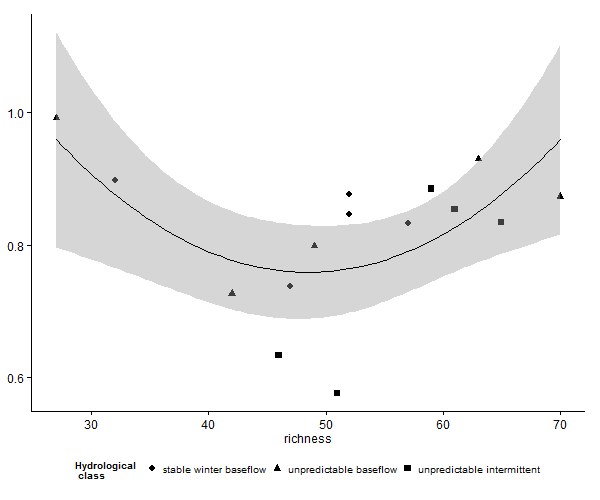 1.0
0.8
0.6
30 40 50 60 70
richness
Hydrological
class
stable winter baseflow unpredictable baseflow unpredictable intermittent